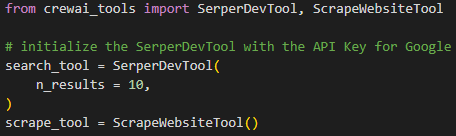 from crewai_tools import SerperDevTool, ScrapeWebsiteTool
# initialize the SerperDevTool with the API Key for Google
search_tool = SerperDevTool(
    n_results = 10,
)
scrape_tool = ScrapeWebsiteTool()